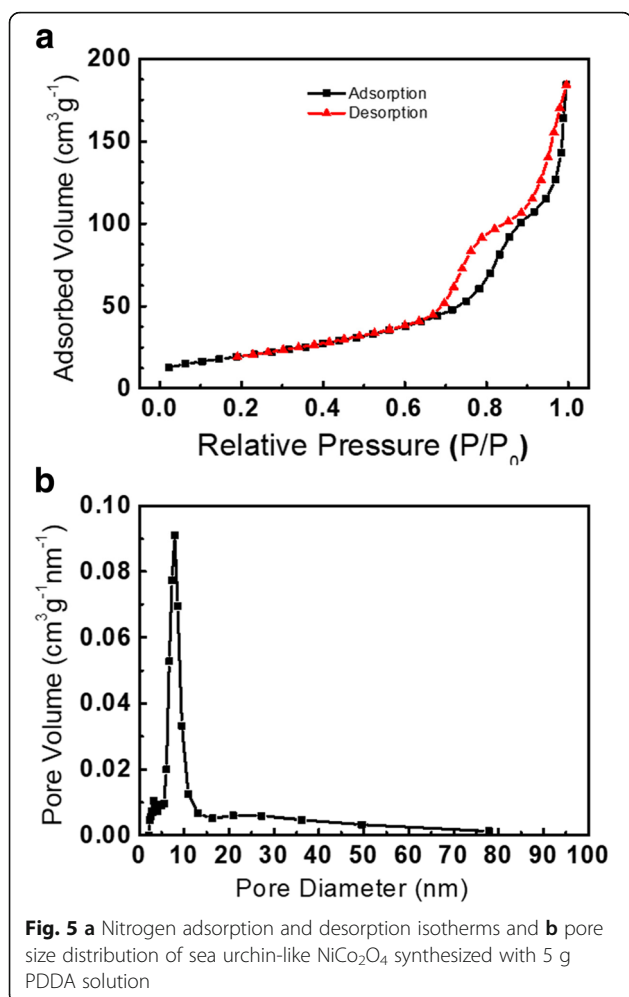 a
200
150
100
50
0
Adsorbed Volume (cm³g⁻¹)
Adsorption
Desorption
0.0 0.2 0.4 0.6 0.8 1.0
Relative Pressure (P/P₀)
b
0.10
0.08
0.06
0.04
0.02
0.00
Pore Volume (cm³g⁻¹nm⁻¹)
0 10 20 30 40 50 60 70 80 90 100
Pore Diameter (nm)
Fig. 5 a Nitrogen adsorption and desorption isotherms and b pore
size distribution of sea urchin-like NiCo₂O₄ synthesized with 5 g
PDDA solution